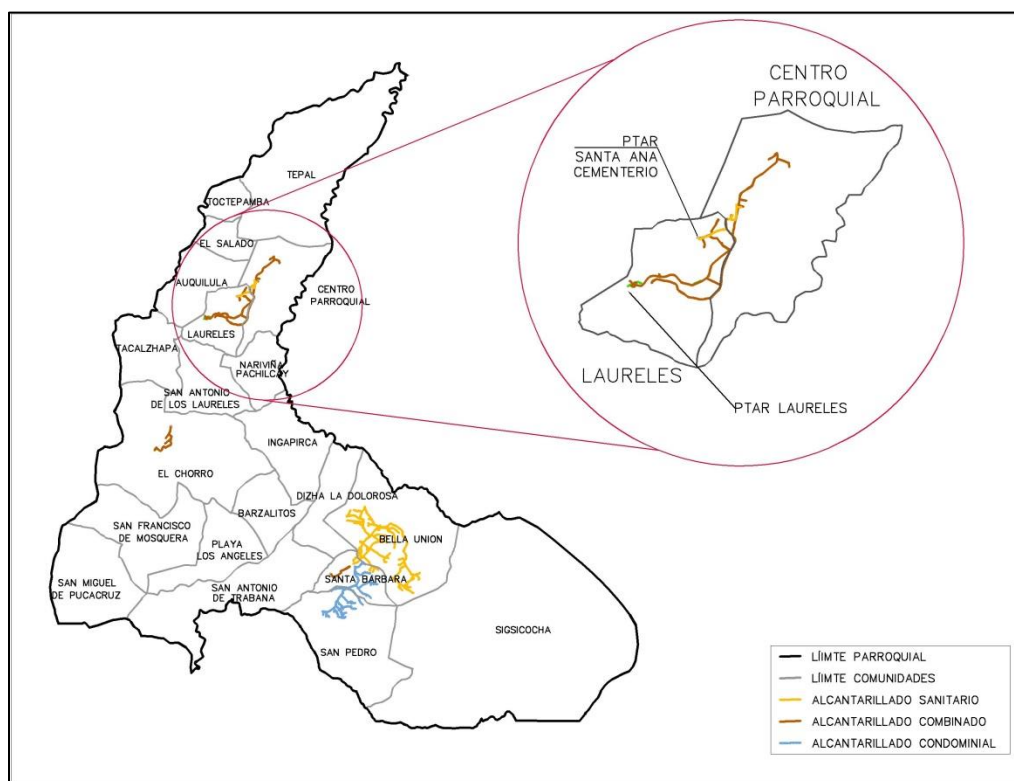 CENTRO
PARROQUIAL
PTAR
SANTA ANA
CEMENTERIO
LAURELES
PTAR LAURELES
TEPAL
TOCTEPAMBA
EL SALADO
AUQUILULA
CENTRO
PARROQUIAL
LAURELES
TACALZHAPA
NARIVIÑA
PACHILCAY
SAN ANTONIO
DE LOS LAURELES
INGAPIRCA
EL CHORRO
DIZHA LA DOLOROSA
BARZALITOS
SAN FRANCISCO
DE MOSQUERA
PLAYA
LOS ANGELES
BELLA UNION
SANTA BARBARA
SAN MIGUEL
DE PUCACRUZ
SAN ANTONIO
DE TRABANA
SIGSICOCHA
SAN PEDRO
LÍIMTE PARROQUIAL
LÍIMTE COMUNIDADES
ALCANTARILLADO SANITARIO
ALCANTARILLADO COMBINADO
ALCANTARILLADO CONDOMINIAL